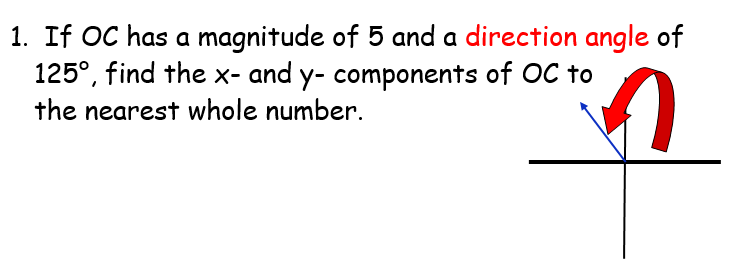 1. If OC has a magnitude of 5 and a direction angle of
125°, find the x- and y- components of OC to
the nearest whole number.